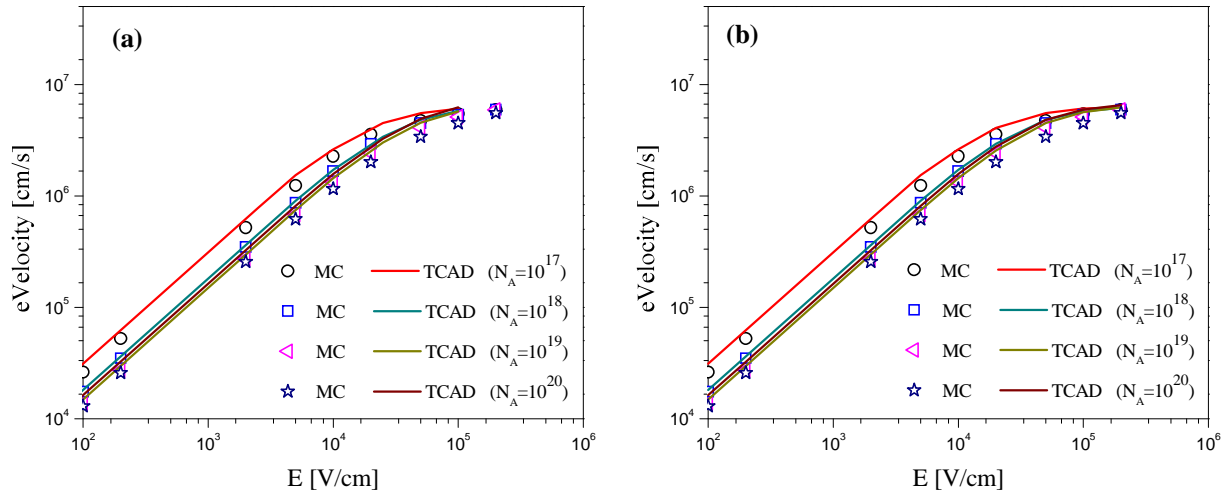 (a)
eVelocity [cm/s]
10^7
10^6
10^5
10^4
MC TCAD (N_A=10^17)
MC TCAD (N_A=10^18)
MC TCAD (N_A=10^19)
MC TCAD (N_A=10^20)
10^2 10^3 10^4 10^5 10^6
E [V/cm]
(b)
eVelocity [cm/s]
10^7
10^6
10^5
10^4
MC TCAD (N_A=10^17)
MC TCAD (N_A=10^18)
MC TCAD (N_A=10^19)
MC TCAD (N_A=10^20)
10^2 10^3 10^4 10^5 10^6
E [V/cm]